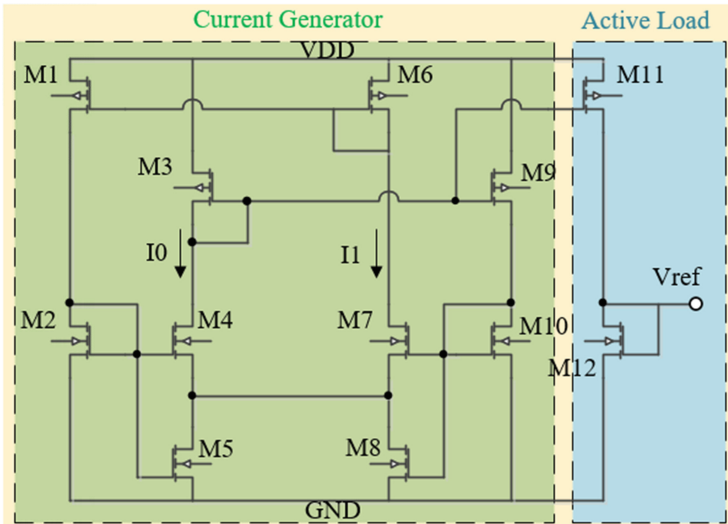 Current Generator
Active Load
VDD
M1
M6
M11
M3
M9
I0
I1
Vref
M2
M4
M7
M10
M12
M5
M8
GND